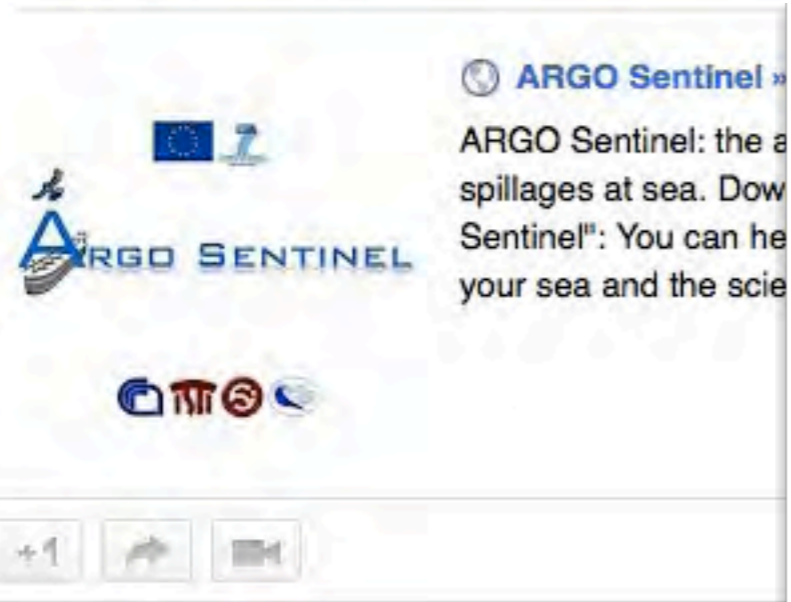 ARGO Sentinel »
ARGO Sentinel: the a
spillages at sea. Dow
Sentinel": You can he
your sea and the scie
ARGO SENTINEL
ISTI
+1